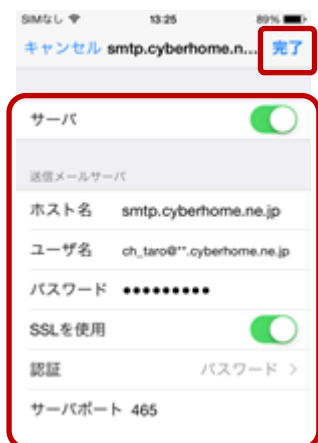 SIMなし 13:25 89%
キャンセル smtp.cyberhome.n... 完了
サーバ
送信メールサーバ
ホスト名 smtp.cyberhome.ne.jp
ユーザ名 ch_taro@**.cyberhome.ne.jp
パスワード ●●●●●●●●●
SSLを使用
認証 パスワード >
サーバポート 465